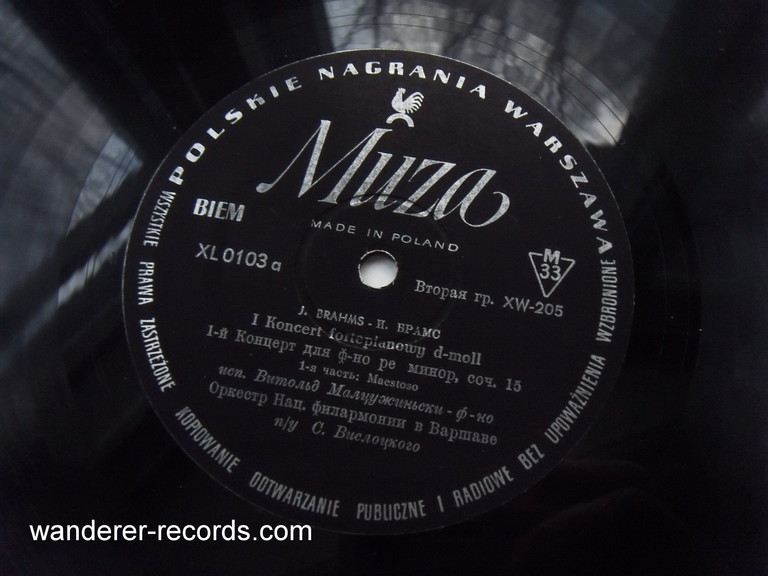 POLSKIE NAGRANIA WARSZAWA
Muza
BIEM
MADE IN POLAND
XL 0103 a
M 33
Вторая гр. XW-205
J. BRAHMS - И. БРАМС
I Koncert fortepianowy d-moll
1-й Концерт для ф-но ре минор, соч. 15
1-я часть: Maestoso
исп. Витольд Малцужиньски - ф-но
Оркестр Нац. филармонии в Варшаве
п/у С. Вислоцкого
WSZYSTKIE PRAWA ZASTRZEŻONE KOPIOWANIE ODTWARZANIE PUBLICZNE I RADIOWE BEZ UPOWAŻNIENIA WZBRONIONE
wanderer-records.com